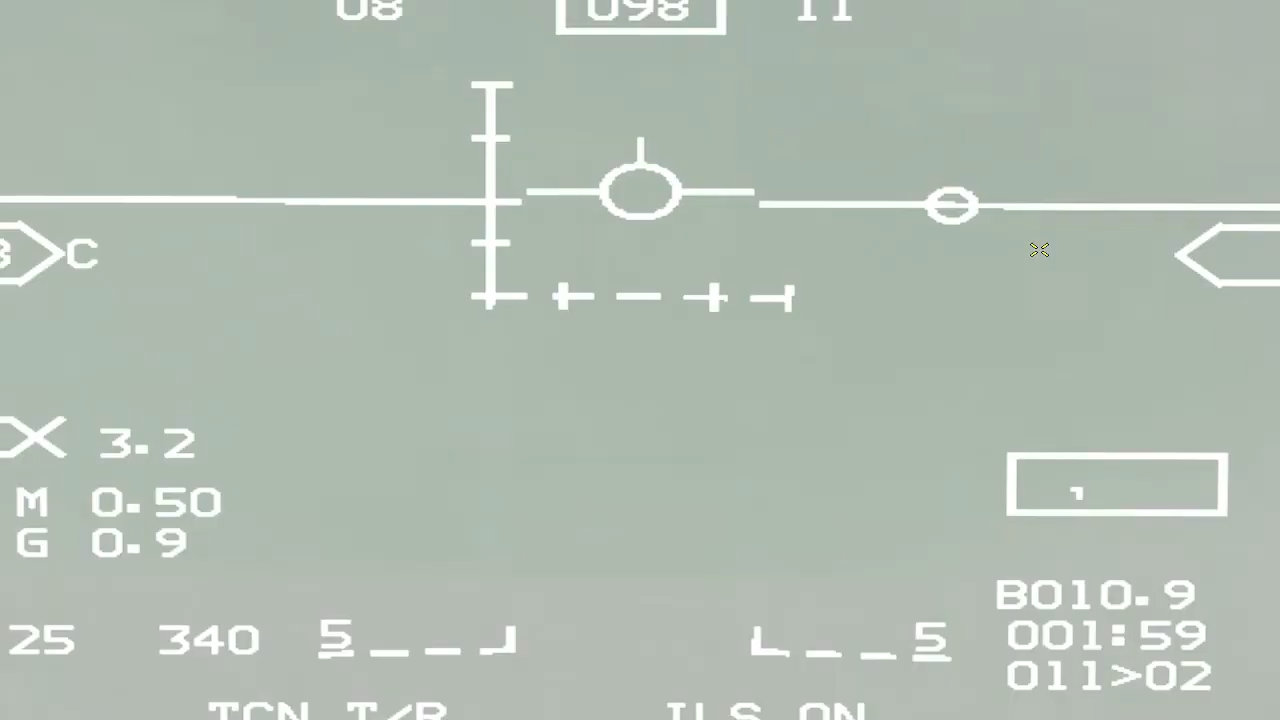 08 098 11
C
3.2
M 0.50
G 0.9
B010.9
25 340 5 5 001:59
011>02
TCN T/R ILS ON